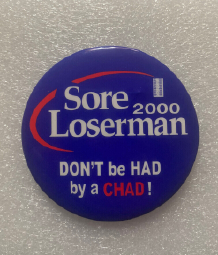 Sore 2000
Loserman
DON'T be HAD
by a CHAD!